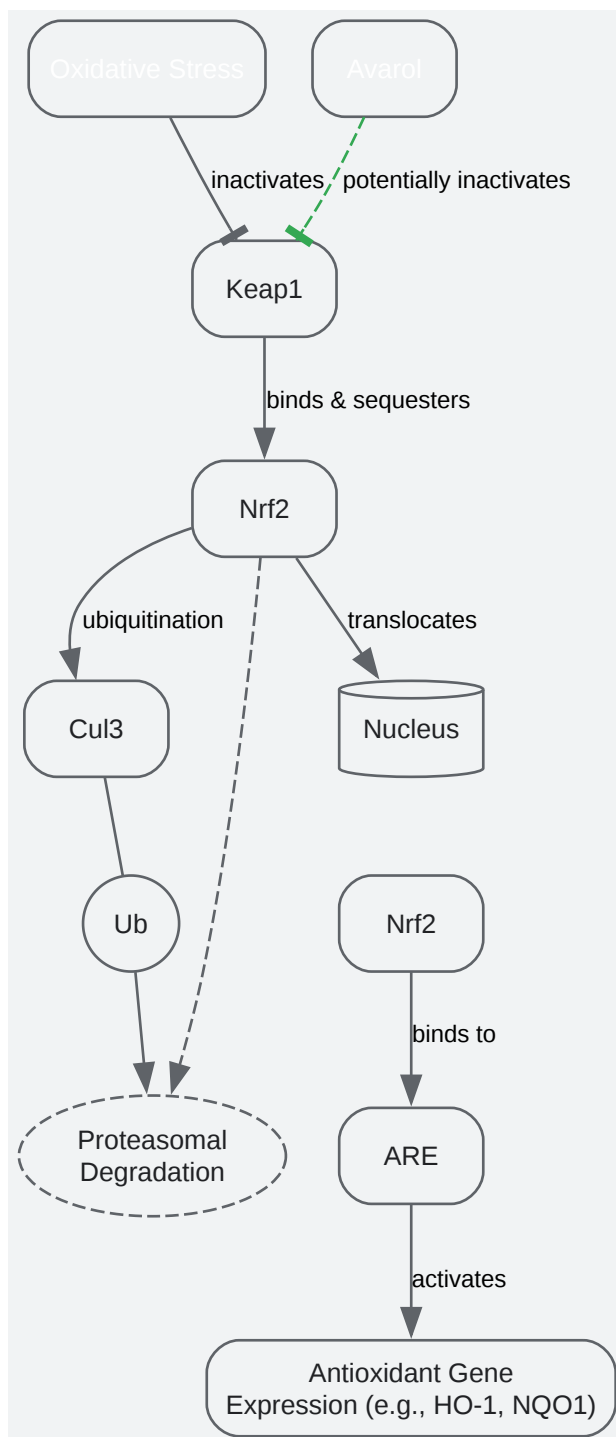 Oxidative Stress
Avarol
inactivates
potentially inactivates
Keap1
binds & sequesters
Nrf2
ubiquitination
translocates
Cul3
Nucleus
Ub
Nrf2
binds to
Proteasomal
Degradation
ARE
activates
Antioxidant Gene
Expression (e.g., HO-1, NQO1)